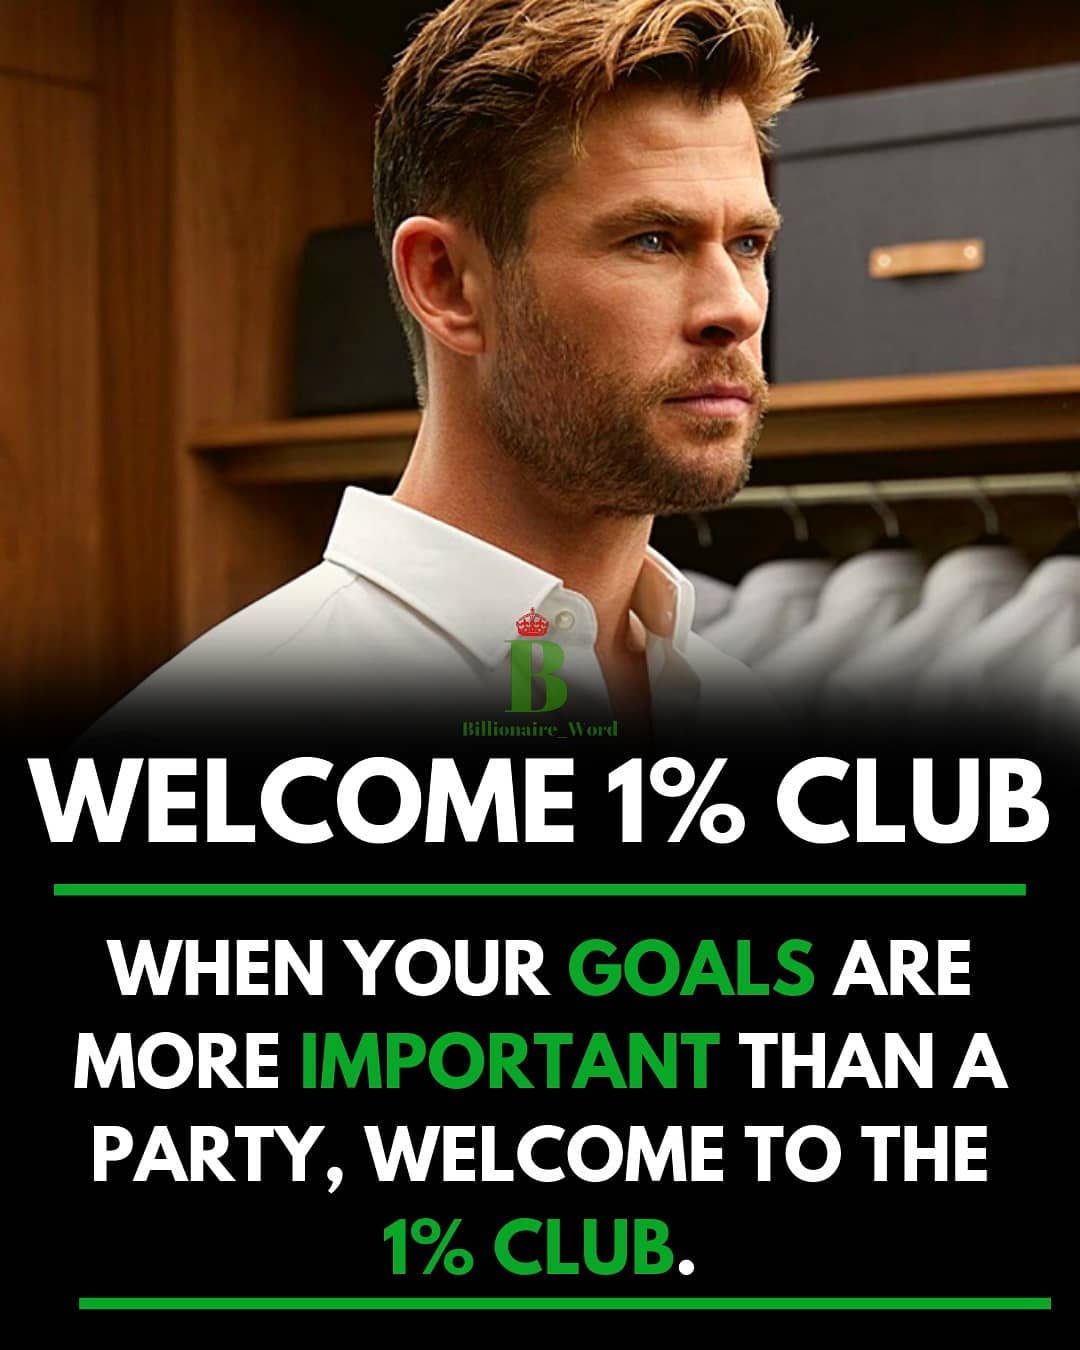 B
Billionaire_Word
WELCOME 1% CLUB
WHEN YOUR GOALS ARE
MORE IMPORTANT THAN A
PARTY, WELCOME TO THE
1% CLUB.